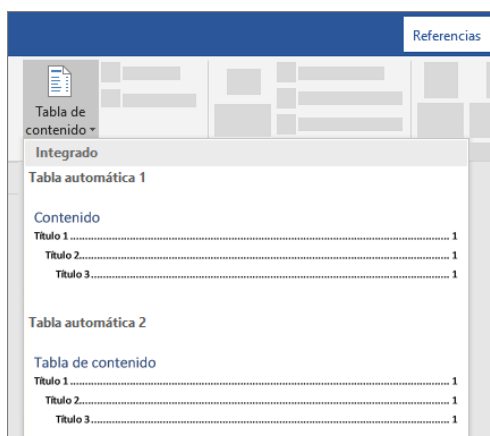 Referencias
Tabla de
contenido
Integrado
Tabla automática 1
Contenido
Título 1 ........ 1
Título 2........ 1
Título 3........ 1
Tabla automática 2
Tabla de contenido
Título 1 ........ 1
Título 2........ 1
Título 3........ 1